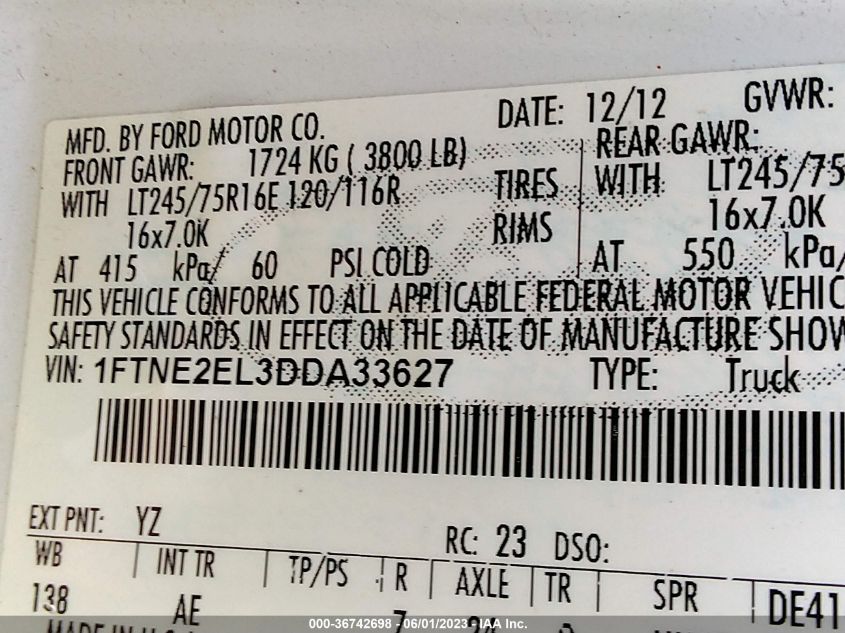 MFD. BY FORD MOTOR CO. DATE: 12/12 GVWR:
FRONT GAWR: 1724 KG ( 3800 LB) REAR GAWR:
WITH LT245/75R16E 120/116R TIRES WITH LT245/75
16x7.0K RIMS 16x7.0K
AT 415 kPa/ 60 PSI COLD AT 550 kPa/
THIS VEHICLE CONFORMS TO ALL APPLICABLE FEDERAL MOTOR VEHIC
SAFETY STANDARDS IN EFFECT ON THE DATE OF MANUFACTURE SHOW
VIN: 1FTNE2EL3DDA33627 TYPE: Truck
EXT PNT: YZ RC: 23 DSO:
WB INT TR TP/PS R AXLE TR SPR DE41
138 AE 7
MADE IN U.S.A.
000-36742698 - 06/01/2023 - IAA Inc.